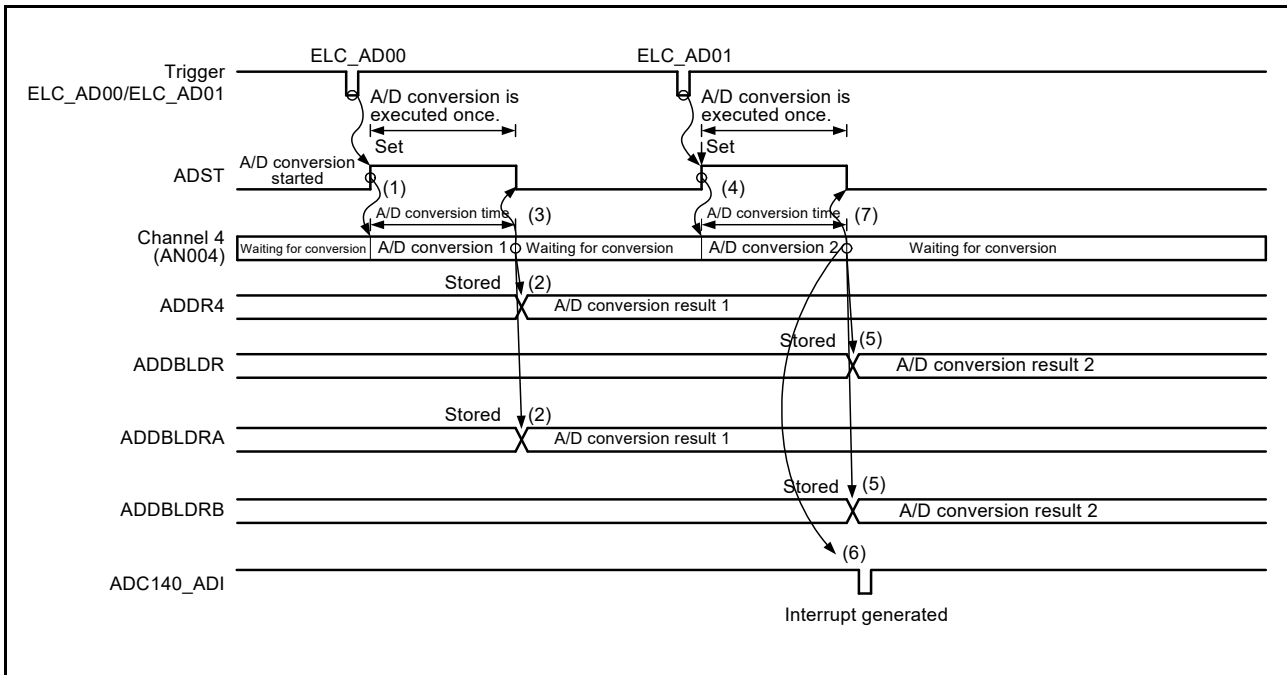 ELC_AD00
ELC_AD01
Trigger
ELC_AD00/ELC_AD01
A/D conversion is
executed once.
A/D conversion is
executed once.
Set
Set
ADST
A/D conversion
started
(1)
(4)
A/D conversion time
(3)
A/D conversion time
(7)
Channel 4
(AN004)
Waiting for conversion
A/D conversion 1
Waiting for conversion
A/D conversion 2
Waiting for conversion
Stored
(2)
ADDR4
A/D conversion result 1
Stored
(5)
ADDBLDR
A/D conversion result 2
Stored
(2)
ADDBLDRA
A/D conversion result 1
Stored
(5)
ADDBLDRB
A/D conversion result 2
(6)
ADC140_ADI
Interrupt generated